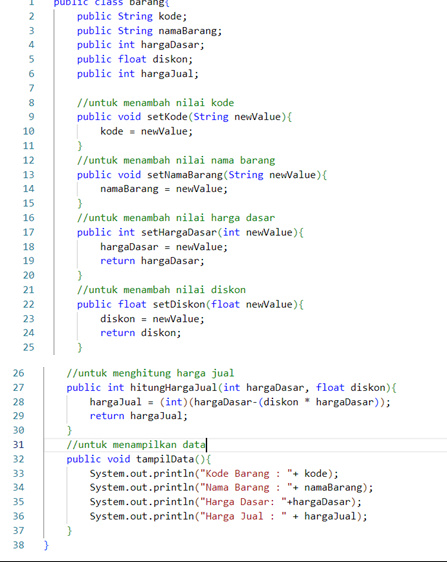 1 public class barang{
2 public String kode;
3 public String namaBarang;
4 public int hargaDasar;
5 public float diskon;
6 public int hargaJual;
7
8 //untuk menambah nilai kode
9 public void setKode(String newValue){
10 kode = newValue;
11 }
12 //untuk menambah nilai nama barang
13 public void setNamaBarang(String newValue){
14 namaBarang = newValue;
15 }
16 //untuk menambah nilai harga dasar
17 public int setHargaDasar(int newValue){
18 hargaDasar = newValue;
19 return hargaDasar;
20 }
21 //untuk menambah nilai diskon
22 public float setDiskon(float newValue){
23 diskon = newValue;
24 return diskon;
25 }
26 //untuk menghitung harga jual
27 public int hitungHargaJual(int hargaDasar, float diskon){
28 hargaJual = (int)(hargaDasar-(diskon * hargaDasar));
29 return hargaJual;
30 }
31 //untuk menampilkan data
32 public void tampilData(){
33 System.out.println("Kode Barang : "+ kode);
34 System.out.println("Nama Barang : "+ namaBarang);
35 System.out.println("Harga Dasar: "+hargaDasar);
36 System.out.println("Harga Jual : " + hargaJual);
37 }
38 }